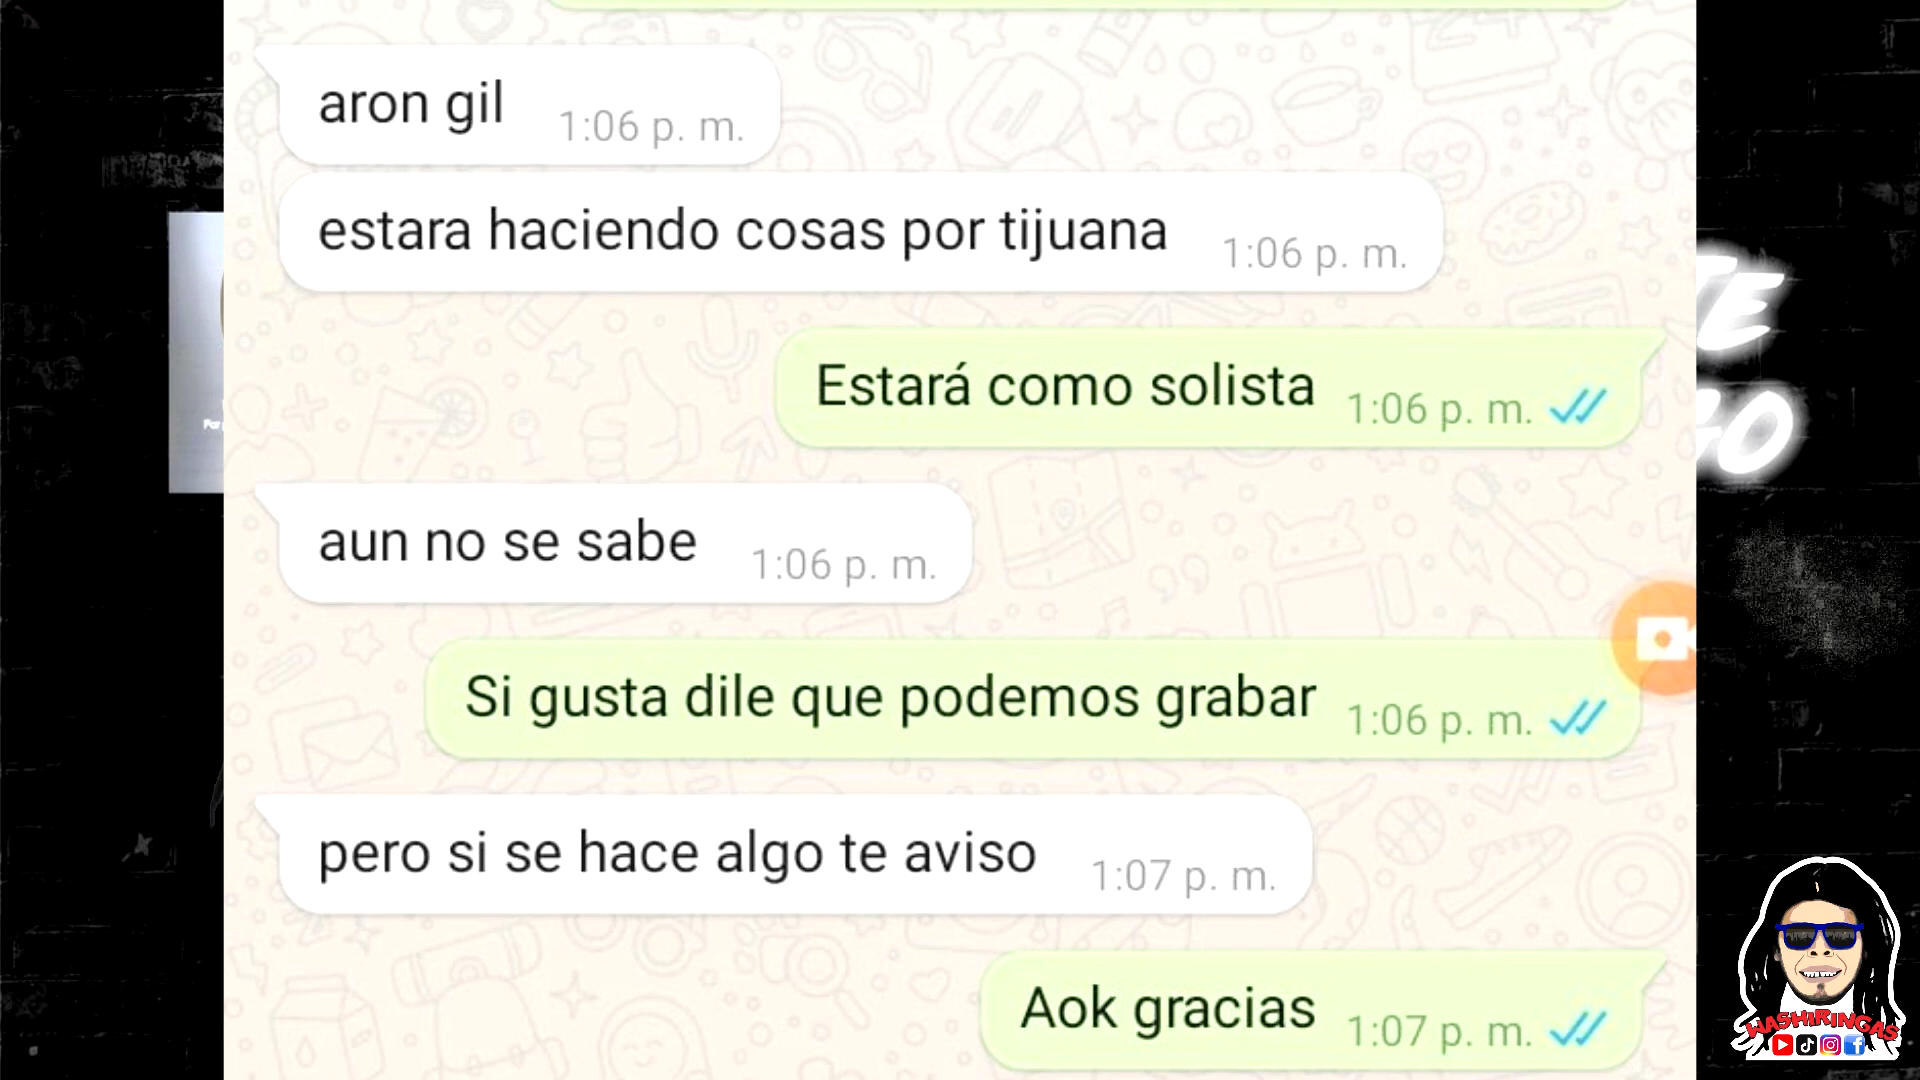 aron gil 1:06 p. m.
estara haciendo cosas por tijuana 1:06 p. m.
Estará como solista 1:06 p. m.
aun no se sabe 1:06 p. m.
Si gusta dile que podemos grabar 1:06 p. m.
pero si se hace algo te aviso 1:07 p. m.
Aok gracias 1:07 p. m.
WASHIRINGAS